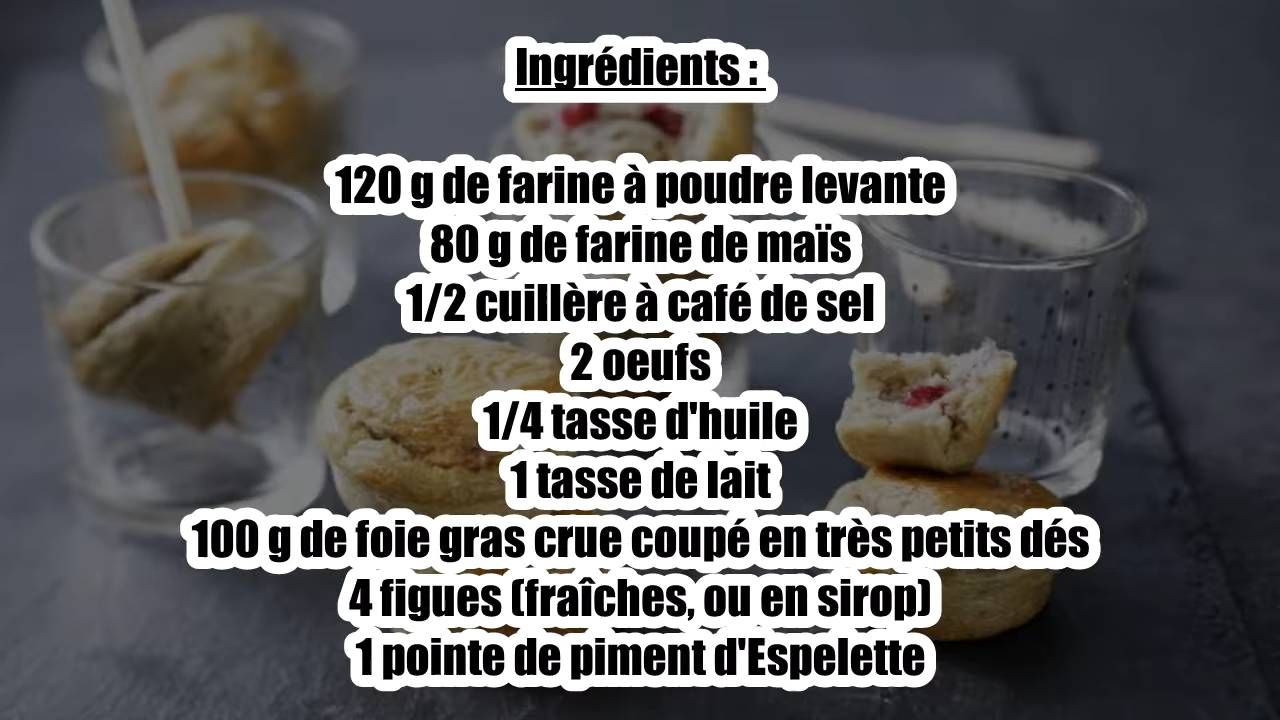 Ingrédients :
120 g de farine à poudre levante
80 g de farine de maïs
1/2 cuillère à café de sel
2 oeufs
1/4 tasse d'huile
1 tasse de lait
100 g de foie gras crue coupé en très petits dés
4 figues (fraîches, ou en sirop)
1 pointe de piment d'Espelette